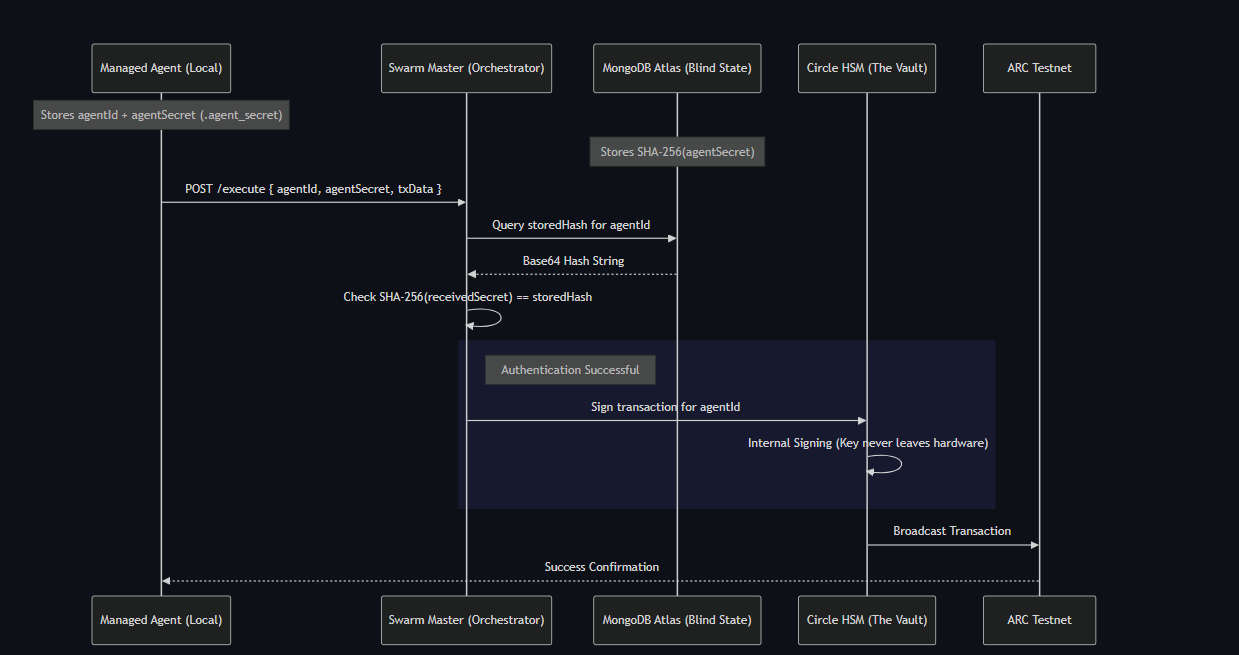 Managed Agent (Local)
Swarm Master (Orchestrator)
MongoDB Atlas (Blind State)
Circle HSM (The Vault)
ARC Testnet
Stores agentId + agentSecret (.agent_secret)
Stores SHA-256(agentSecret)
POST /execute { agentId, agentSecret, txData }
Query storedHash for agentId
Base64 Hash String
Check SHA-256(receivedSecret) == storedHash
Authentication Successful
Sign transaction for agentId
Internal Signing (Key never leaves hardware)
Broadcast Transaction
Success Confirmation
Managed Agent (Local)
Swarm Master (Orchestrator)
MongoDB Atlas (Blind State)
Circle HSM (The Vault)
ARC Testnet